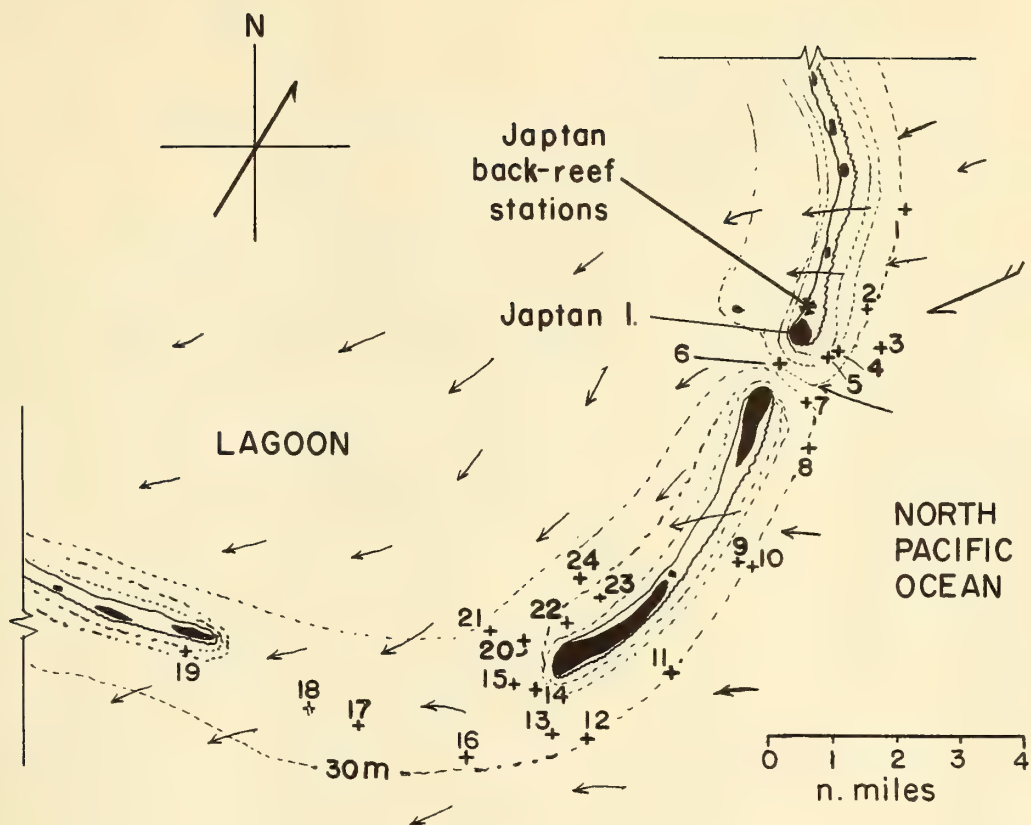 N
Japtan
back-reef
stations
Japtan I.
1
2
3
4
5
6
7
8
LAGOON
NORTH
PACIFIC
OCEAN
9
10
24
23
22
21
20
19
18
17
16
15
14
13
12
11
30m
0 1 2 3 4
n. miles